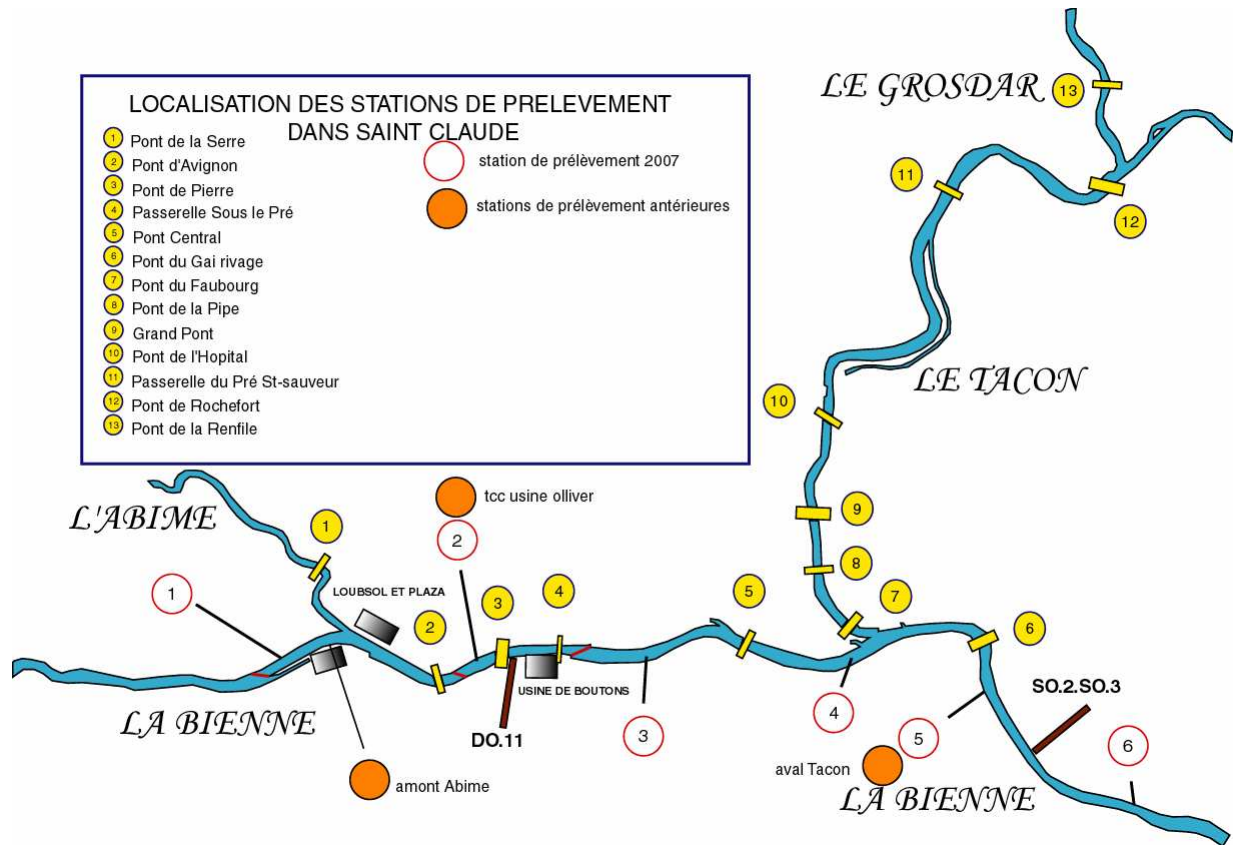 LOCALISATION DES STATIONS DE PRELEVEMENT
DANS SAINT CLAUDE
1 Pont de la Serre
2 Pont d'Avignon
3 Pont de Pierre
4 Passerelle Sous le Pré
5 Pont Central
6 Pont du Gai rivage
7 Pont du Faubourg
8 Pont de la Pipe
9 Grand Pont
10 Pont de l'Hopital
11 Passerelle du Pré St-sauveur
12 Pont de Rochefort
13 Pont de la Renfile
station de prélèvement 2007
stations de prélèvement antérieures
LE GROSDAR
13
11
12
LE TACON
10
9
8
7
6
L'ABIME
1
tcc usine olliver
2
1
LOUBSOL ET PLAZA
2
3
4
5
USINE DE BOUTONS
LA BIENNE
DO.11
3
4
5
SO.2.SO.3
6
amont Abime
aval Tacon
LA BIENNE